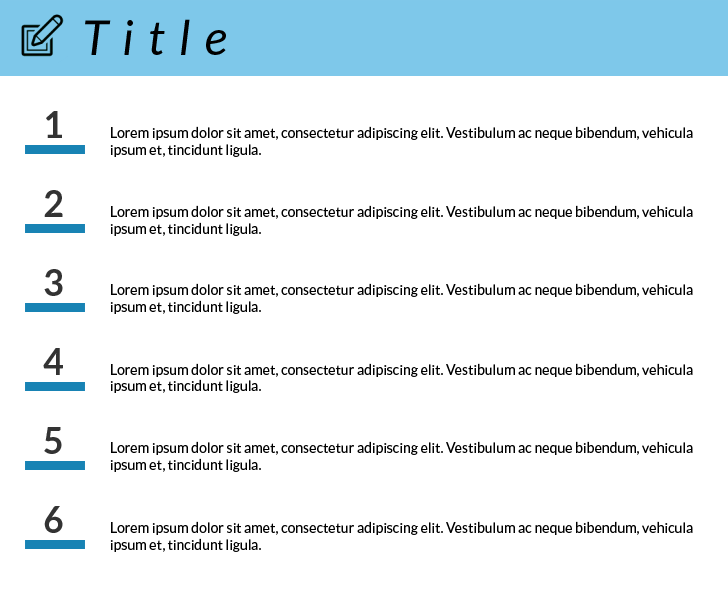 Title
1
Lorem ipsum dolor sit amet, consectetur adipiscing elit. Vestibulum ac neque bibendum, vehicula
ipsum et, tincidunt ligula.
2
Lorem ipsum dolor sit amet, consectetur adipiscing elit. Vestibulum ac neque bibendum, vehicula
ipsum et, tincidunt ligula.
3
Lorem ipsum dolor sit amet, consectetur adipiscing elit. Vestibulum ac neque bibendum, vehicula
ipsum et, tincidunt ligula.
4
Lorem ipsum dolor sit amet, consectetur adipiscing elit. Vestibulum ac neque bibendum, vehicula
ipsum et, tincidunt ligula.
5
Lorem ipsum dolor sit amet, consectetur adipiscing elit. Vestibulum ac neque bibendum, vehicula
ipsum et, tincidunt ligula.
6
Lorem ipsum dolor sit amet, consectetur adipiscing elit. Vestibulum ac neque bibendum, vehicula
ipsum et, tincidunt ligula.